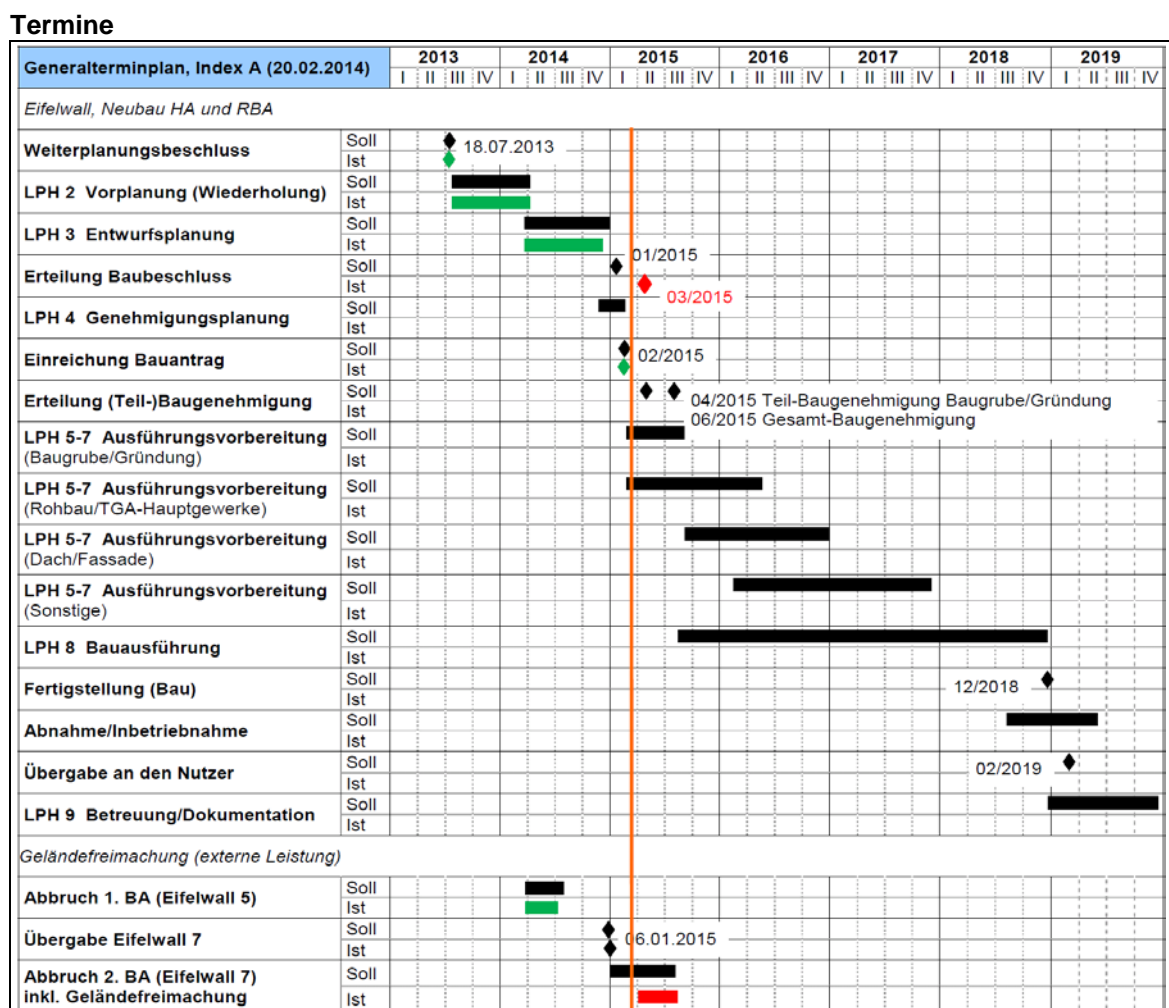 Termine
Generalterminplan, Index A (20.02.2014)
2013 2014 2015 2016 2017 2018 2019
I II III IV I II III IV I II III IV I II III IV I II III IV I II III IV I II III IV
Eifelwall, Neubau HA und RBA
Weiterplanungsbeschluss
Soll
18.07.2013
Ist
LPH 2 Vorplanung (Wiederholung)
Soll
Ist
LPH 3 Entwurfsplanung
Soll
Ist
Erteilung Baubeschluss
Soll
01/2015
Ist
03/2015
LPH 4 Genehmigungsplanung
Soll
Ist
Einreichung Bauantrag
Soll
02/2015
Ist
Erteilung (Teil-)Baugenehmigung
Soll
04/2015 Teil-Baugenehmigung Baugrube/Gründung
Ist
06/2015 Gesamt-Baugenehmigung
LPH 5-7 Ausführungsvorbereitung
(Baugrube/Gründung)
Soll
Ist
LPH 5-7 Ausführungsvorbereitung
(Rohbau/TGA-Hauptgewerke)
Soll
Ist
LPH 5-7 Ausführungsvorbereitung
(Dach/Fassade)
Soll
Ist
LPH 5-7 Ausführungsvorbereitung
(Sonstige)
Soll
Ist
LPH 8 Bauausführung
Soll
Ist
Fertigstellung (Bau)
Soll
12/2018
Ist
Abnahme/Inbetriebnahme
Soll
Ist
Übergabe an den Nutzer
Soll
02/2019
Ist
LPH 9 Betreuung/Dokumentation
Soll
Ist
Geländefreimachung (externe Leistung)
Abbruch 1. BA (Eifelwall 5)
Soll
Ist
Übergabe Eifelwall 7
Soll
06.01.2015
Ist
Abbruch 2. BA (Eifelwall 7)
inkl. Geländefreimachung
Soll
Ist